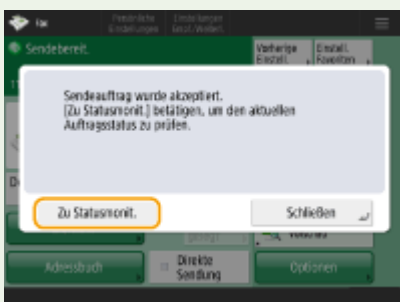 Fax
Persönliche
Einstellungen
Einstellungen
Empf./Weiterl.
Sendebereit.
Vorherige
Einstell.
Einstell.
Favoriten
Sendeauftrag wurde akzeptiert.
[Zu Statusmonit.] betätigen, um den aktuellen
Auftragsstatus zu prüfen.
Zu Statusmonit.
Schließen
Adressbuch
Direkte
Sendung
Optionen